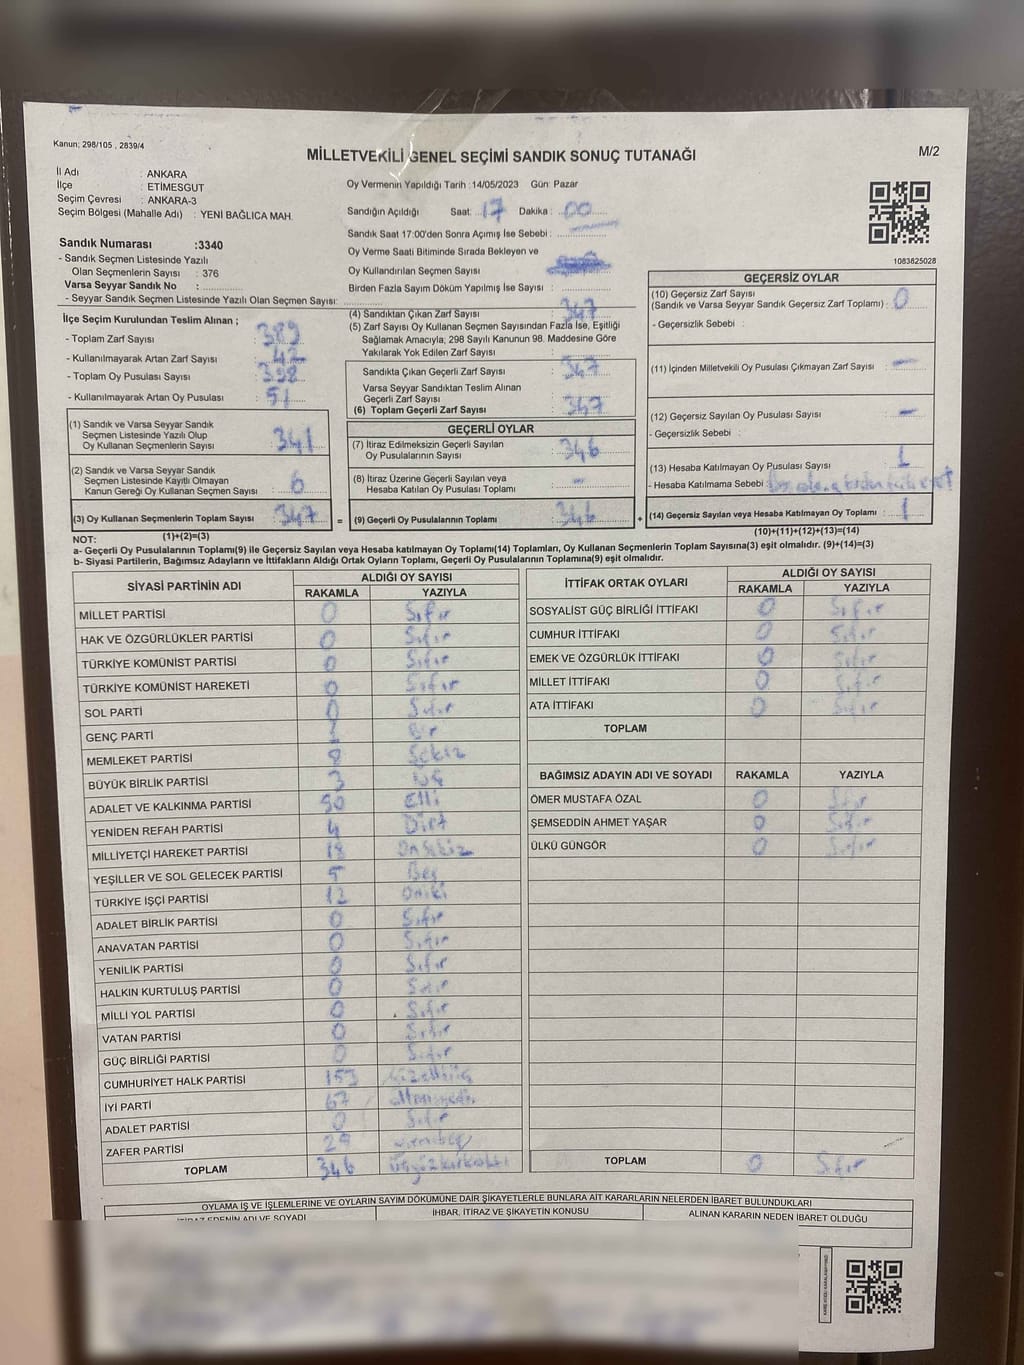 Kanun; 298/105 , 2839/4
MİLLETVEKİLİ GENEL SEÇİMİ SANDIK SONUÇ TUTANAĞI
M/2
İl Adı : ANKARA
İlçe : ETİMESGUT
Seçim Çevresi : ANKARA-3
Seçim Bölgesi (Mahalle Adı) : YENİ BAĞLICA MAH.
Oy Vermenin Yapıldığı Tarih :14/05/2023 Gün: Pazar
Sandığın Açıldığı Saat: 17 Dakika : 00
Sandık Saat 17:00'den Sonra Açımış İse Sebebi :
Oy Verme Saati Bitiminde Sırada Bekleyen ve
Oy Kullandırılan Seçmen Sayısı
Birden Fazla Sayım Döküm Yapılmış İse Sayısı :
1083825028
Sandık Numarası :3340
- Sandık Seçmen Listesinde Yazılı
Olan Seçmenlerin Sayısı : 376
Varsa Seyyar Sandık No :
- Seyyar Sandık Seçmen Listesinde Yazılı Olan Seçmen Sayısı:
İlçe Seçim Kurulundan Teslim Alınan ;
- Toplam Zarf Sayısı : 389
- Kullanılmayarak Artan Zarf Sayısı : 42
- Toplam Oy Pusulası Sayısı : 398
- Kullanılmayarak Artan Oy Pusulası : 51
(1) Sandık ve Varsa Seyyar Sandık
Seçmen Listesinde Yazılı Olup
Oy Kullanan Seçmenlerin Sayısı : 341
(2) Sandık ve Varsa Seyyar Sandık
Seçmen Listesinde Kayıtlı Olmayan
Kanun Gereği Oy Kullanan Seçmen Sayısı : 6
(3) Oy Kullanan Seçmenlerin Toplam Sayısı : 347
(1)+(2)=(3)
(4) Sandıktan Çıkan Zarf Sayısı : 347
(5) Zarf Sayısı Oy Kullanan Seçmen Sayısından Fazla İse, Eşitliği
Sağlamak Amacıyla; 298 Sayılı Kanunun 98. Maddesine Göre
Yakılarak Yok Edilen Zarf Sayısı :
Sandıkta Çıkan Geçerli Zarf Sayısı : 347
Varsa Seyyar Sandıktan Teslim Alınan
Geçerli Zarf Sayısı :
(6) Toplam Geçerli Zarf Sayısı : 347
GEÇERLİ OYLAR
(7) İtiraz Edilmeksizin Geçerli Sayılan
Oy Pusulalarının Sayısı : 346
(8) İtiraz Üzerine Geçerli Sayılan veya
Hesaba Katılan Oy Pusulası Toplamı : -
= (9) Geçerli Oy Pusulalarının Toplamı : 346 +
GEÇERSİZ OYLAR
(10) Geçersiz Zarf Sayısı
(Sandık ve Varsa Seyyar Sandık Geçersiz Zarf Toplamı) : 0
- Geçersizlik Sebebi :
(11) İçinden Milletvekili Oy Pusulası Çıkmayan Zarf Sayısı : -
(12) Geçersiz Sayılan Oy Pusulası Sayısı : -
- Geçersizlik Sebebi :
(13) Hesaba Katılmayan Oy Pusulası Sayısı : 1
- Hesaba Katılmama Sebebi :
(14) Geçersiz Sayılan veya Hesaba Katılmayan Oy Toplamı : 1
(10)+(11)+(12)+(13)=(14)
NOT:
a- Geçerli Oy Pusulalarının Toplamı(9) ile Geçersiz Sayılan veya Hesaba katılmayan Oy Toplamı(14) Toplamları, Oy Kullanan Seçmenlerin Toplam Sayısına(3) eşit olmalıdır. (9)+(14)=(3)
b- Siyasi Partilerin, Bağımsız Adayların ve İttifakların Aldığı Ortak Oyların Toplamı, Geçerli Oy Pusulalarının Toplamına(9) eşit olmalıdır.
SİYASİ PARTİNİN ADI ALDIĞI OY SAYISI
RAKAMLA YAZIYLA
MİLLET PARTİSİ 0 Sıfır
HAK VE ÖZGÜRLÜKLER PARTİSİ 0 Sıfır
TÜRKİYE KOMÜNİST PARTİSİ 0 Sıfır
TÜRKİYE KOMÜNİST HAREKETİ 0 Sıfır
SOL PARTİ 0 Sıfır
GENÇ PARTİ 1 Bir
MEMLEKET PARTİSİ 8 Sekiz
BÜYÜK BİRLİK PARTİSİ 3 Üç
ADALET VE KALKINMA PARTİSİ 50 Elli
YENİDEN REFAH PARTİSİ 4 Dört
MİLLİYETÇİ HAREKET PARTİSİ 18 Onsekiz
YEŞİLLER VE SOL GELECEK PARTİSİ 5 Beş
TÜRKİYE İŞÇİ PARTİSİ 12 Oniki
ADALET BİRLİK PARTİSİ 0 Sıfır
ANAVATAN PARTİSİ 0 Sıfır
YENİLİK PARTİSİ 0 Sıfır
HALKIN KURTULUŞ PARTİSİ 0 Sıfır
MİLLİ YOL PARTİSİ 0 Sıfır
VATAN PARTİSİ 0 Sıfır
GÜÇ BİRLİĞİ PARTİSİ 0 Sıfır
CUMHURİYET HALK PARTİSİ 153 Yüzelliüç
İYİ PARTİ 67 Altmışyedi
ADALET PARTİSİ 0 Sıfır
ZAFER PARTİSİ 25 Yirmibeş
TOPLAM 346 Üçyüzkırkaltı
İTTİFAK ORTAK OYLARI ALDIĞI OY SAYISI
RAKAMLA YAZIYLA
SOSYALİST GÜÇ BİRLİĞİ İTTİFAKI 0 Sıfır
CUMHUR İTTİFAKI 0 Sıfır
EMEK VE ÖZGÜRLÜK İTTİFAKI 0 Sıfır
MİLLET İTTİFAKI 0 Sıfır
ATA İTTİFAKI 0 Sıfır
TOPLAM
BAĞIMSIZ ADAYIN ADI VE SOYADI RAKAMLA YAZIYLA
ÖMER MUSTAFA ÖZAL 0 Sıfır
ŞEMSEDDİN AHMET YAŞAR 0 Sıfır
ÜLKÜ GÜNGÖR 0 Sıfır
TOPLAM 0 Sıfır
OYLAMA İŞ VE İŞLEMLERİNE VE OYLARIN SAYIM DÖKÜMÜNE DAİR ŞİKAYETLERLE BUNLARA AİT KARARLARIN NELERDEN İBARET BULUNDUKLARI
İTİRAZ EDENİN ADI VE SOYADI İHBAR, İTİRAZ VE ŞİKAYETİN KONUSU ALINAN KARARIN NEDEN İBARET OLDUĞU